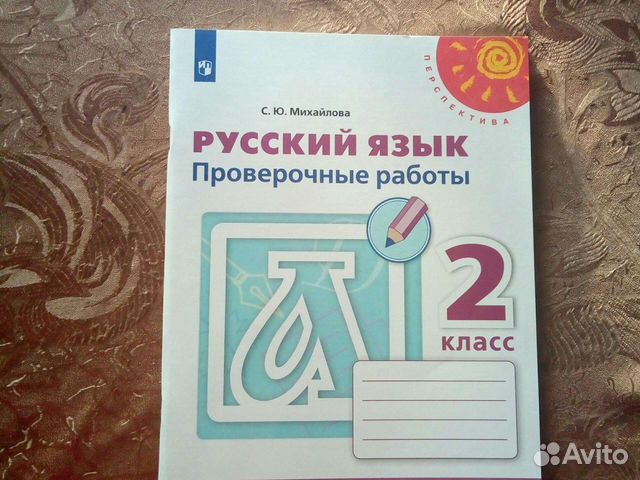 ПЕРСПЕКТИВА
С. Ю. Михайлова
РУССКИЙ ЯЗЫК
Проверочные работы
2
класс
Avito